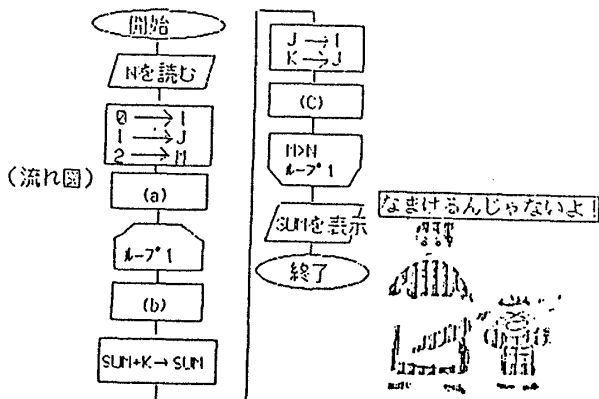 開始
Nを読む
0 → I
1 → J
2 → M
(流れ図)
(a)
ループ 1
(b)
SUM+K → SUM
J → I
K → J
(C)
M>N
ループ 1
SUMを表示
終了
なまけるんじゃないよ!